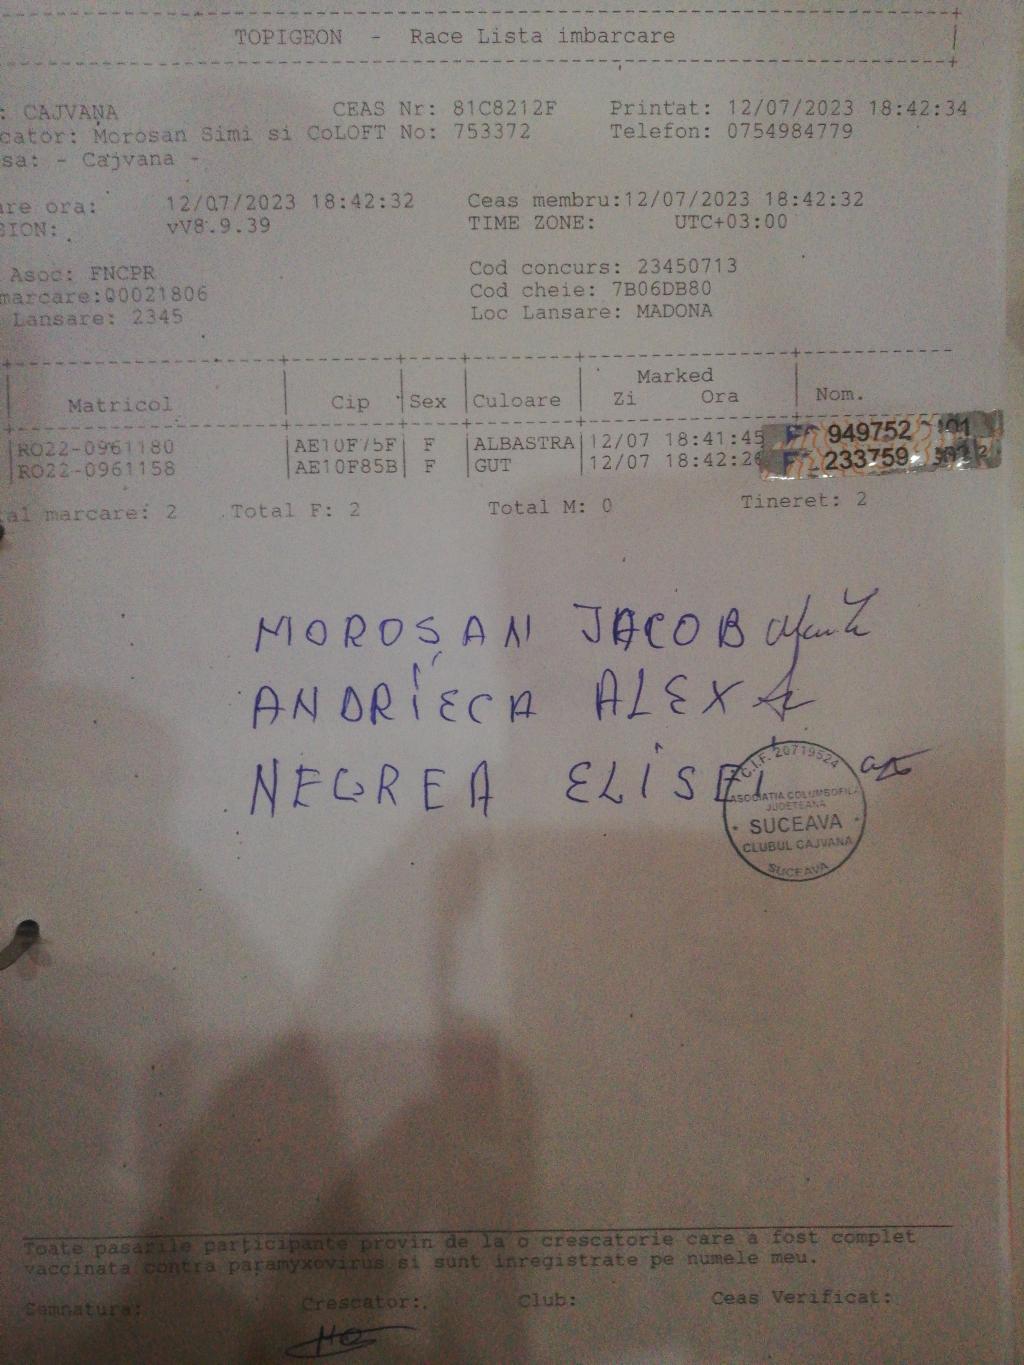 TOPIGEON - Race Lista imbarcare
: CAJVANA CEAS Nr: 81C8212F Printat: 12/07/2023 18:42:34
cator: Morosan Simi si CoLOFT No: 753372 Telefon: 0754984779
sa: - Cajvana -
are ora: 12/07/2023 18:42:32 Ceas membru:12/07/2023 18:42:32
SION: vV8.9.39 TIME ZONE: UTC+03:00
Asoc: FNCPR Cod concurs: 23450713
marcare:00021806 Cod cheie: 7B06DB80
Lansare: 2345 Loc Lansare: MADONA
Marked
Matricol Cip Sex Culoare Zi Ora Nom.
RO22-0961180 AE10F75F F ALBASTRA 12/07 18:41:45 949752
RO22-0961158 AE10F85B F GUT 12/07 18:42:26 233759
al marcare: 2 Total F: 2 Total M: 0 Tineret: 2
MOROȘAN JACOB
ANDRIECA ALEX
NEGREA ELISEI
C.I.F. 20719524
ASOCIATIA COLUMBOFILA
JUDETEANA
SUCEAVA
CLUBUL CAJVANA
SUCEAVA
Toate pasarile participante provin de la o crescatorie care a fost complet
vaccinata contra paramyxovirus si sunt inregistrate pe numele meu.
Semnatura: Crescator: Club: Ceas Verificat: